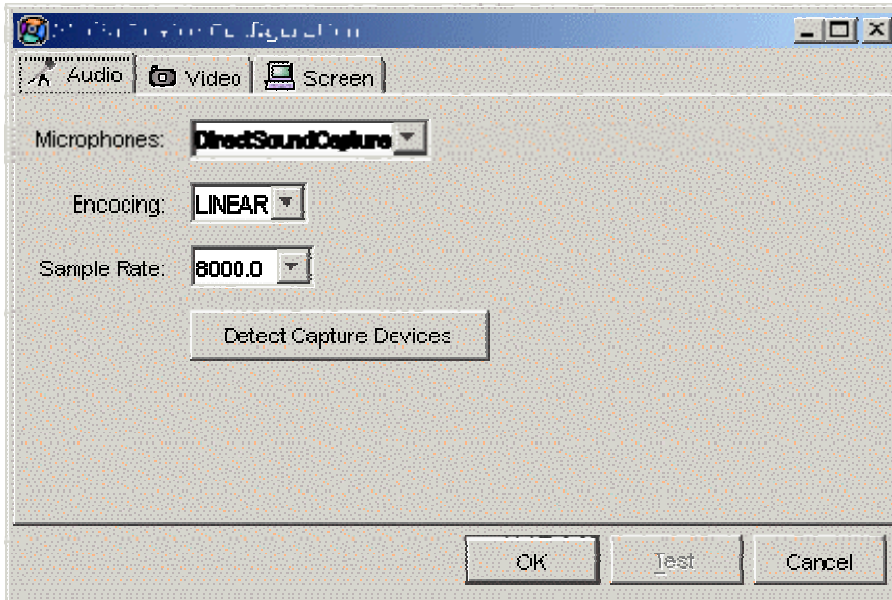 Audio Video Screen
Microphones: DirectSoundCapture
Encocing: LINEAR
Sample Rate: 8000.0
Detect Capture Devices
OK Test Cancel